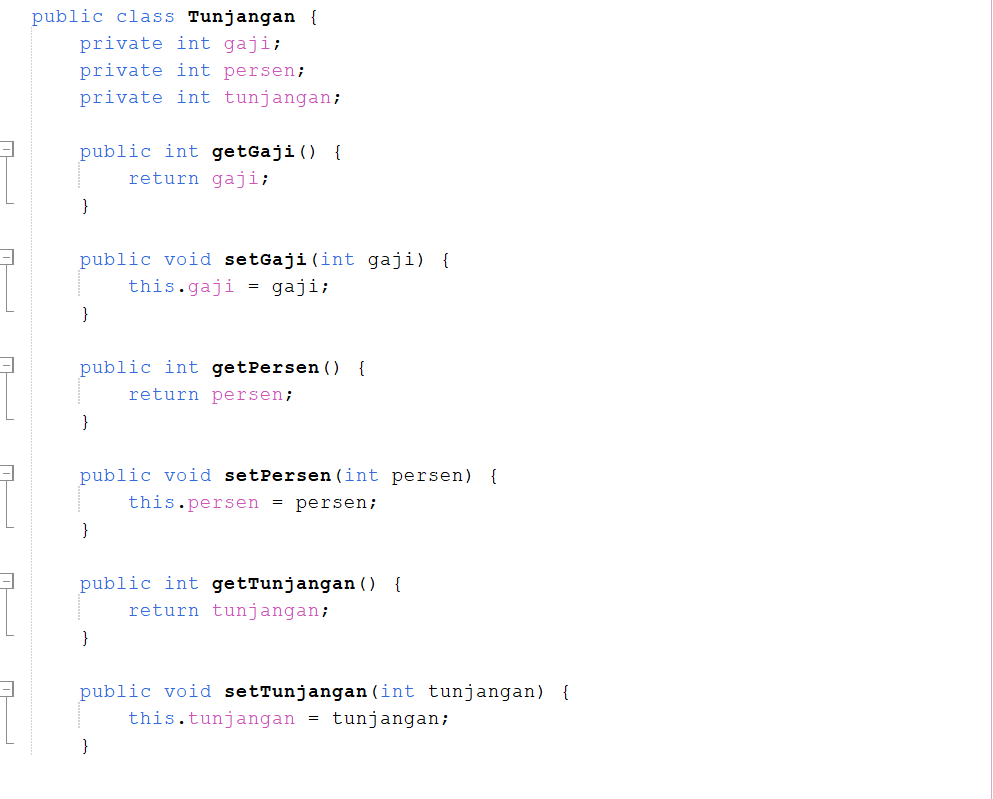 public class Tunjangan {
    private int gaji;
    private int persen;
    private int tunjangan;

    public int getGaji() {
        return gaji;
    }

    public void setGaji(int gaji) {
        this.gaji = gaji;
    }

    public int getPersen() {
        return persen;
    }

    public void setPersen(int persen) {
        this.persen = persen;
    }

    public int getTunjangan() {
        return tunjangan;
    }

    public void setTunjangan(int tunjangan) {
        this.tunjangan = tunjangan;
    }